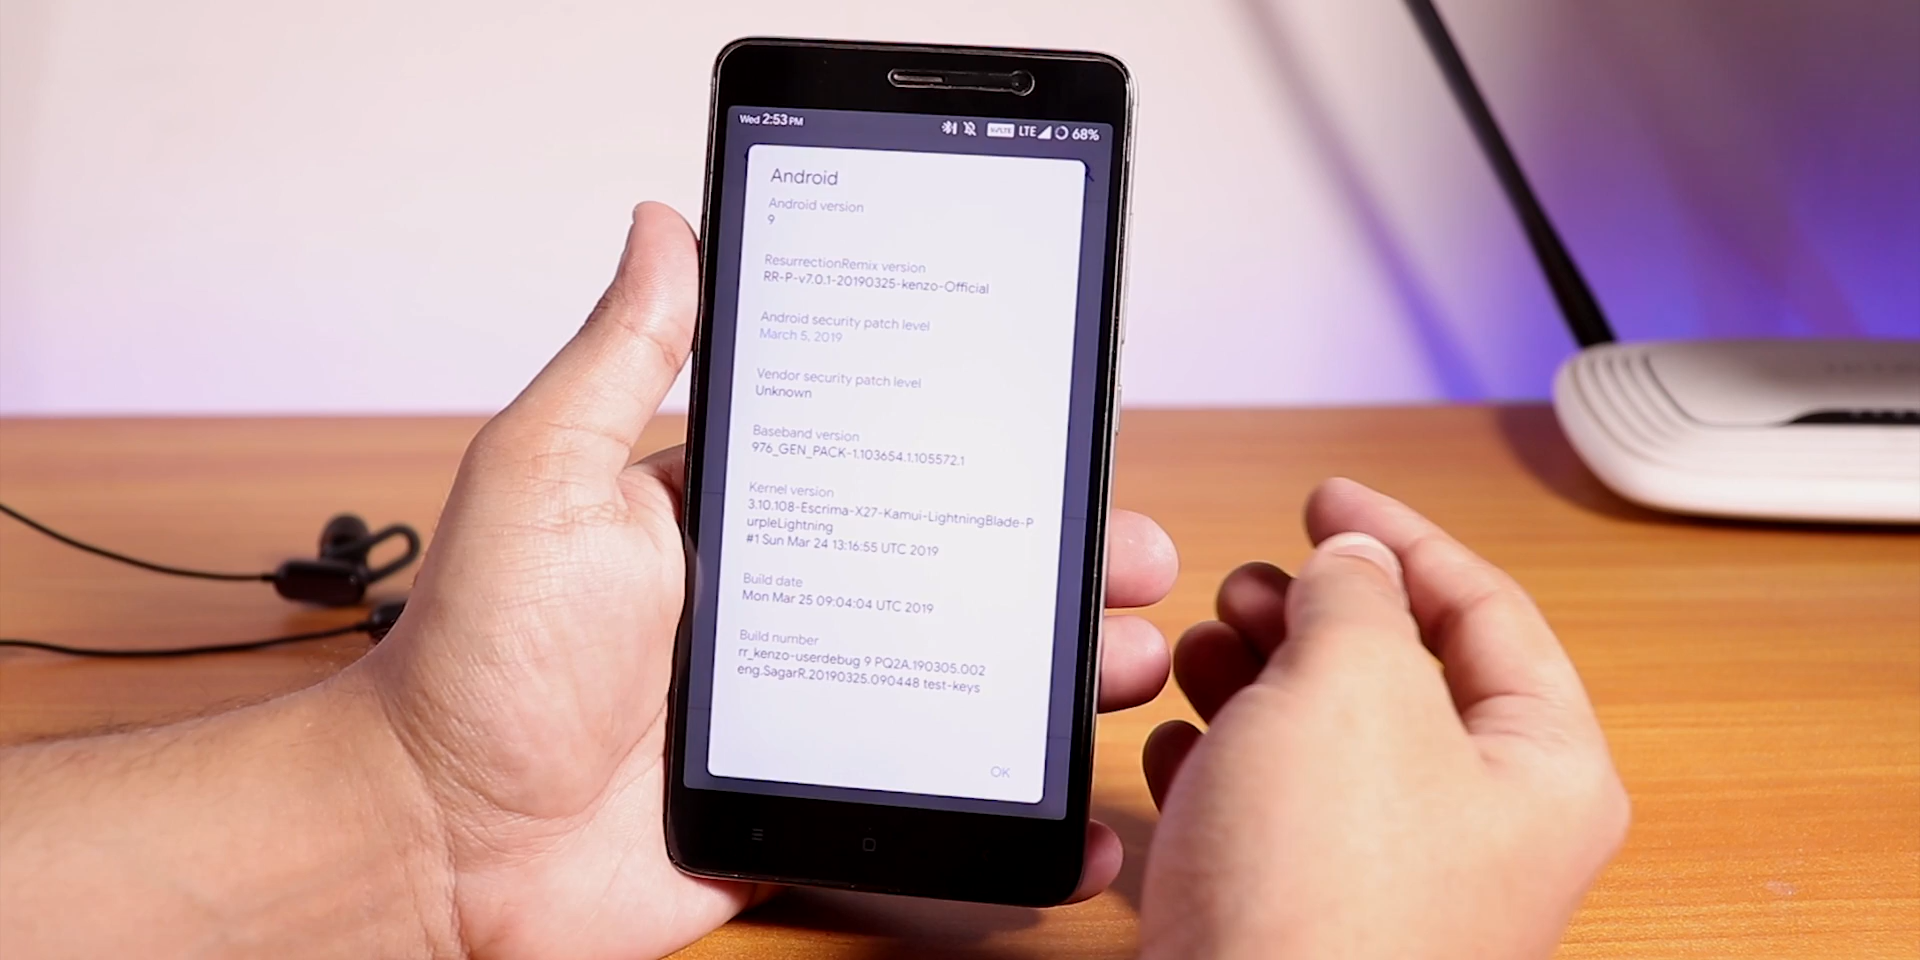 Wed 2:53 PM
VoLTE LTE 68%
Android
Android version
9
ResurrectionRemix version
RR-P-v7.0.1-20190325-kenzo-Official
Android security patch level
March 5, 2019
Vendor security patch level
Unknown
Baseband version
976_GEN_PACK-1.103654.1.105572.1
Kernel version
3.10.108-Escrima-X27-Kamui-LightningBlade-P
urpleLightning
#1 Sun Mar 24 13:16:55 UTC 2019
Build date
Mon Mar 25 09:04:04 UTC 2019
Build number
rr_kenzo-userdebug 9 PQ2A.190305.002
eng.SagarR.20190325.090448 test-keys
OK